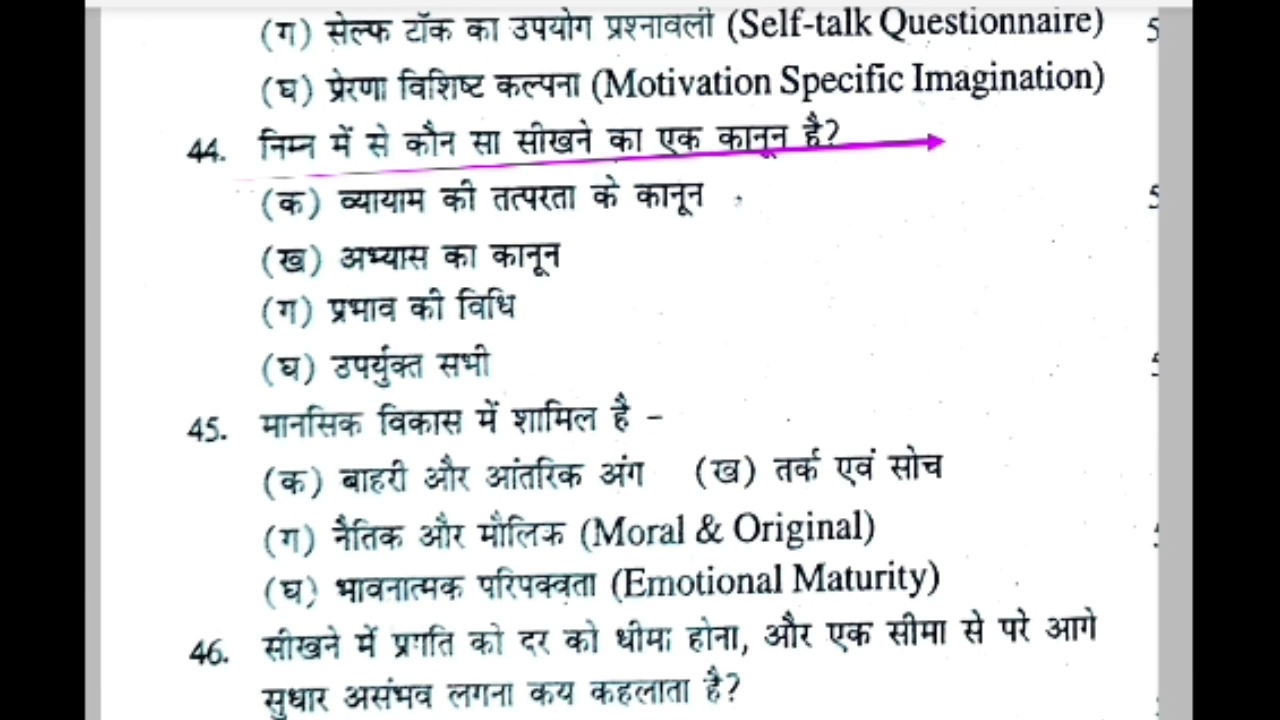 (ग) सेल्फ टॉक का उपयोग प्रश्नावली (Self-talk Questionnaire)
(घ) प्रेरणा विशिष्ट कल्पना (Motivation Specific Imagination)
44. निम्न में से कौन सा सीखने का एक कानून है?
(क) व्यायाम की तत्परता के कानून
(ख) अभ्यास का कानून
(ग) प्रभाव की विधि
(घ) उपर्युक्त सभी
45. मानसिक विकास में शामिल है –
(क) बाहरी और आंतरिक अंग (ख) तर्क एवं सोच
(ग) नैतिक और मौलिक (Moral & Original)
(घ) भावनात्मक परिपक्वता (Emotional Maturity)
46. सीखने में प्रगति को दर को धीमा होना, और एक सीमा से परे आगे
सुधार असंभव लगना कय कहलाता है?